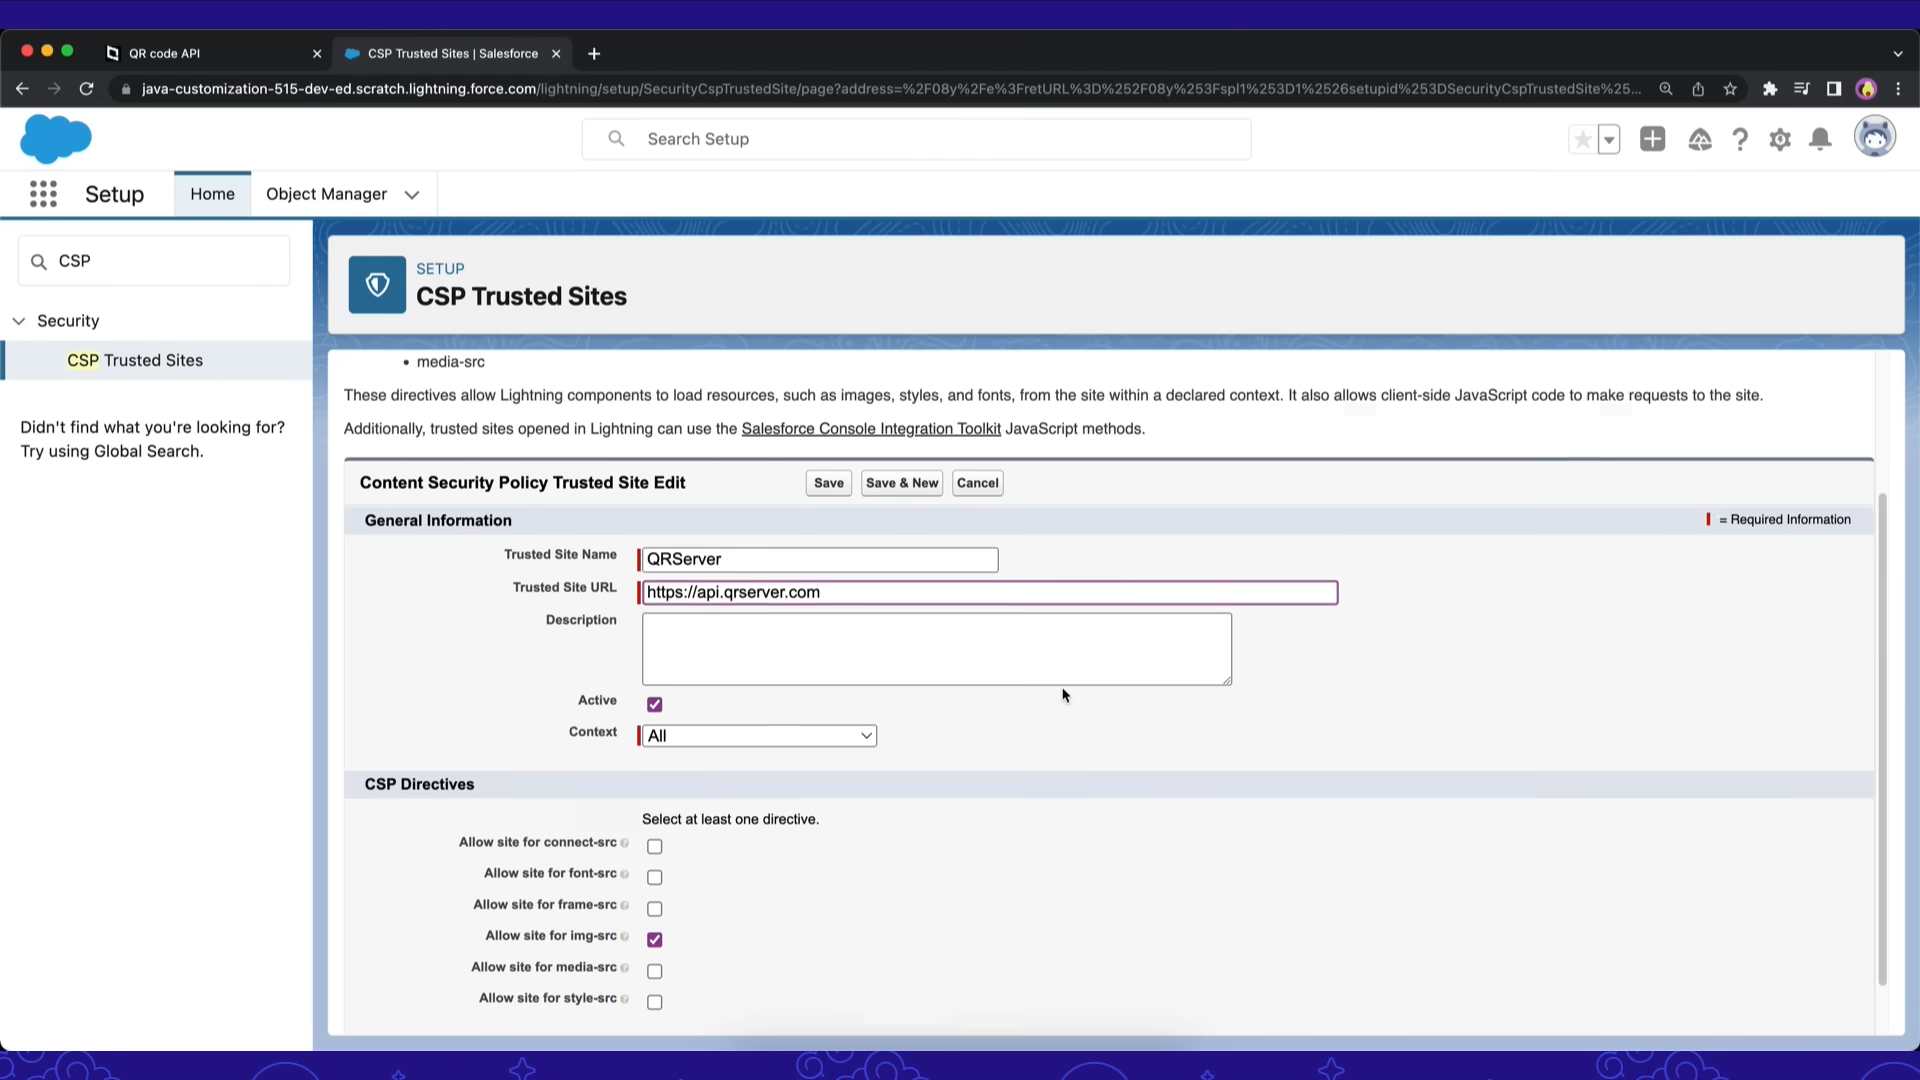 QR code API
CSP Trusted Sites | Salesforce
java-customization-515-dev-ed.scratch.lightning.force.com/lightning/setup/SecurityCspTrustedSite/page?address=%2F08y%2Fe%3FretURL%3D%252F08y%253Fspl1%253D1%2526setupid%253DSecurityCspTrustedSite%25...
Search Setup
Setup
Home
Object Manager
CSP
Security
CSP Trusted Sites
Didn't find what you're looking for?
Try using Global Search.
SETUP
CSP Trusted Sites
• media-src
These directives allow Lightning components to load resources, such as images, styles, and fonts, from the site within a declared context. It also allows client-side JavaScript code to make requests to the site.
Additionally, trusted sites opened in Lightning can use the Salesforce Console Integration Toolkit JavaScript methods.
Content Security Policy Trusted Site Edit
Save
Save & New
Cancel
General Information
= Required Information
Trusted Site Name
QRServer
Trusted Site URL
https://api.qrserver.com
Description
Active
Context
All
CSP Directives
Select at least one directive.
Allow site for connect-src
Allow site for font-src
Allow site for frame-src
Allow site for img-src
Allow site for media-src
Allow site for style-src